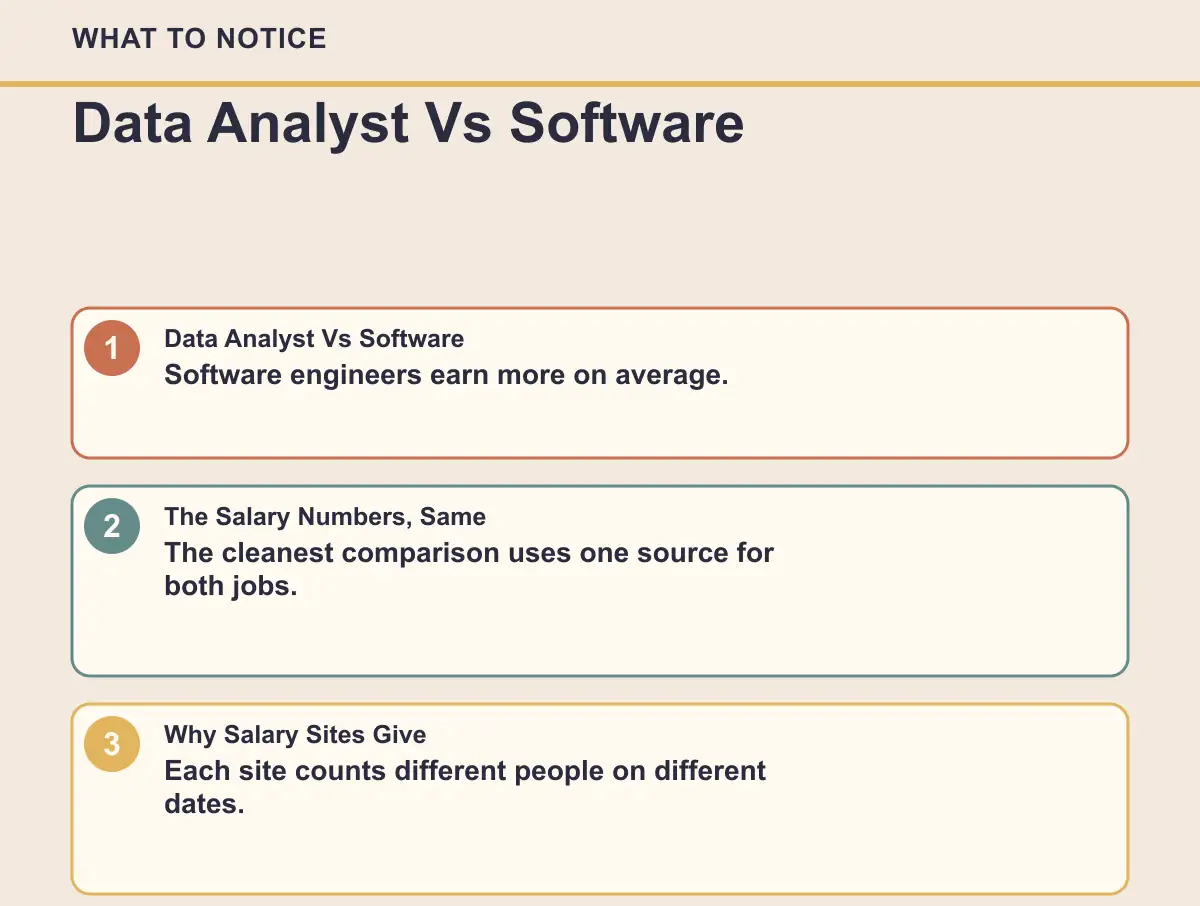 WHAT TO NOTICE
Data Analyst Vs Software
1
Data Analyst Vs Software
Software engineers earn more on average.
2
The Salary Numbers, Same
The cleanest comparison uses one source for
both jobs.
3
Why Salary Sites Give
Each site counts different people on different
dates.